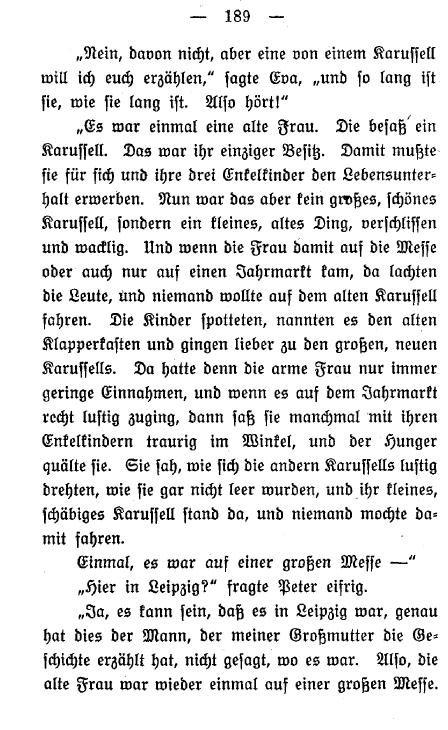 — 189 —
„Nein, davon nicht, aber eine von einem Karussell
will ich euch erzählen,“ sagte Eva, „und so lang ist
sie, wie sie lang ist. Also hört!“
„Es war einmal eine alte Frau. Die besaß ein
Karussell. Das war ihr einziger Besitz. Damit mußte
sie für sich und ihre drei Enkelkinder den Lebensunter-
halt erwerben. Nun war das aber kein großes, schönes
Karussell, sondern ein kleines, altes Ding, verschlissen
und wacklig. Und wenn die Frau damit auf die Messe
oder auch nur auf einen Jahrmarkt kam, da lachten
die Leute, und niemand wollte auf dem alten Karussell
fahren. Die Kinder spotteten, nannten es den alten
Klapperkasten und gingen lieber zu den großen, neuen
Karussells. Da hatte denn die arme Frau nur immer
geringe Einnahmen, und wenn es auf dem Jahrmarkt
recht lustig zuging, dann saß sie manchmal mit ihren
Enkelkindern traurig im Winkel, und der Hunger
quälte sie. Sie sah, wie sich die andern Karussells lustig
drehten, wie sie gar nicht leer wurden, und ihr kleines,
schäbiges Karussell stand da, und niemand mochte da-
mit fahren.
Einmal, es war auf einer großen Messe —“
„Hier in Leipzig?“ fragte Peter eifrig.
„Ja, es kann sein, daß es in Leipzig war, genau
hat dies der Mann, der meiner Großmutter die Ge-
schichte erzählt hat, nicht gesagt, wo es war. Also, die
alte Frau war wieder einmal auf einer großen Messe.